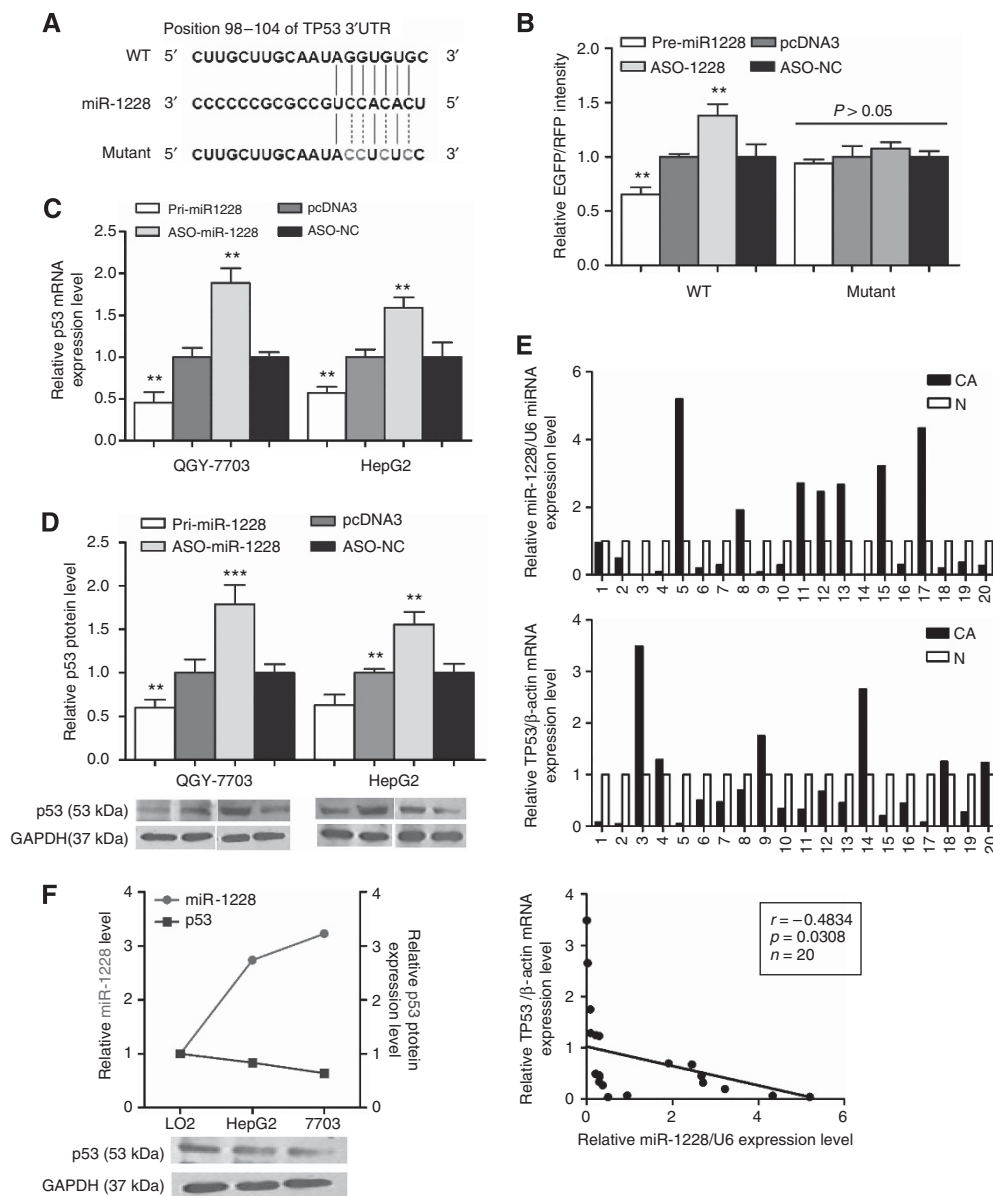 A
Position 98–104 of TP53 3′UTR
WT 5′ CUUGCUUGCAAUAGGUGUGC 3′
miR-1228 3′ CCCCCCGCGCCGUCCACACU 5′
Mutant 5′ CUUGCUUGCAAUACCUCUCC 3′
B
Relative EGFP/RFP intensity
2.0
1.5
1.0
0.5
0.0
Pre-miR1228
pcDNA3
ASO-1228
ASO-NC
**
**
P > 0.05
WT
Mutant
C
Relative p53 mRNA
expression level
2.5
2.0
1.5
1.0
0.5
0.0
Pri-miR1228
pcDNA3
ASO-miR-1228
ASO-NC
**
**
**
**
QGY-7703
HepG2
D
Relative p53 ptotein level
2.5
2.0
1.5
1.0
0.5
0.0
Pri-miR-1228
pcDNA3
ASO-miR-1228
ASO-NC
**
***
**
**
QGY-7703
HepG2
p53 (53 kDa)
GAPDH(37 kDa)
E
Relative miR-1228/U6 miRNA
expression level
6
4
2
0
CA
N
1 2 3 4 5 6 7 8 9 10 11 12 13 14 15 16 17 18 19 20
Relative TP53/β-actin mRNA
expression level
4
3
2
1
0
CA
N
1 2 3 4 5 6 7 8 9 10 11 12 13 14 15 16 17 18 19 20
Relative TP53 /β-actin mRNA
expression level
4
3
2
1
0
r = −0.4834
p = 0.0308
n = 20
0 2 4 6
Relative miR-1228/U6 expression level
F
Relative miR-1228 level
4
3
2
1
0
miR-1228
p53
4
3
2
1
0
Relative p53 ptotein
expression level
LO2 HepG2 7703
p53 (53 kDa)
GAPDH (37 kDa)